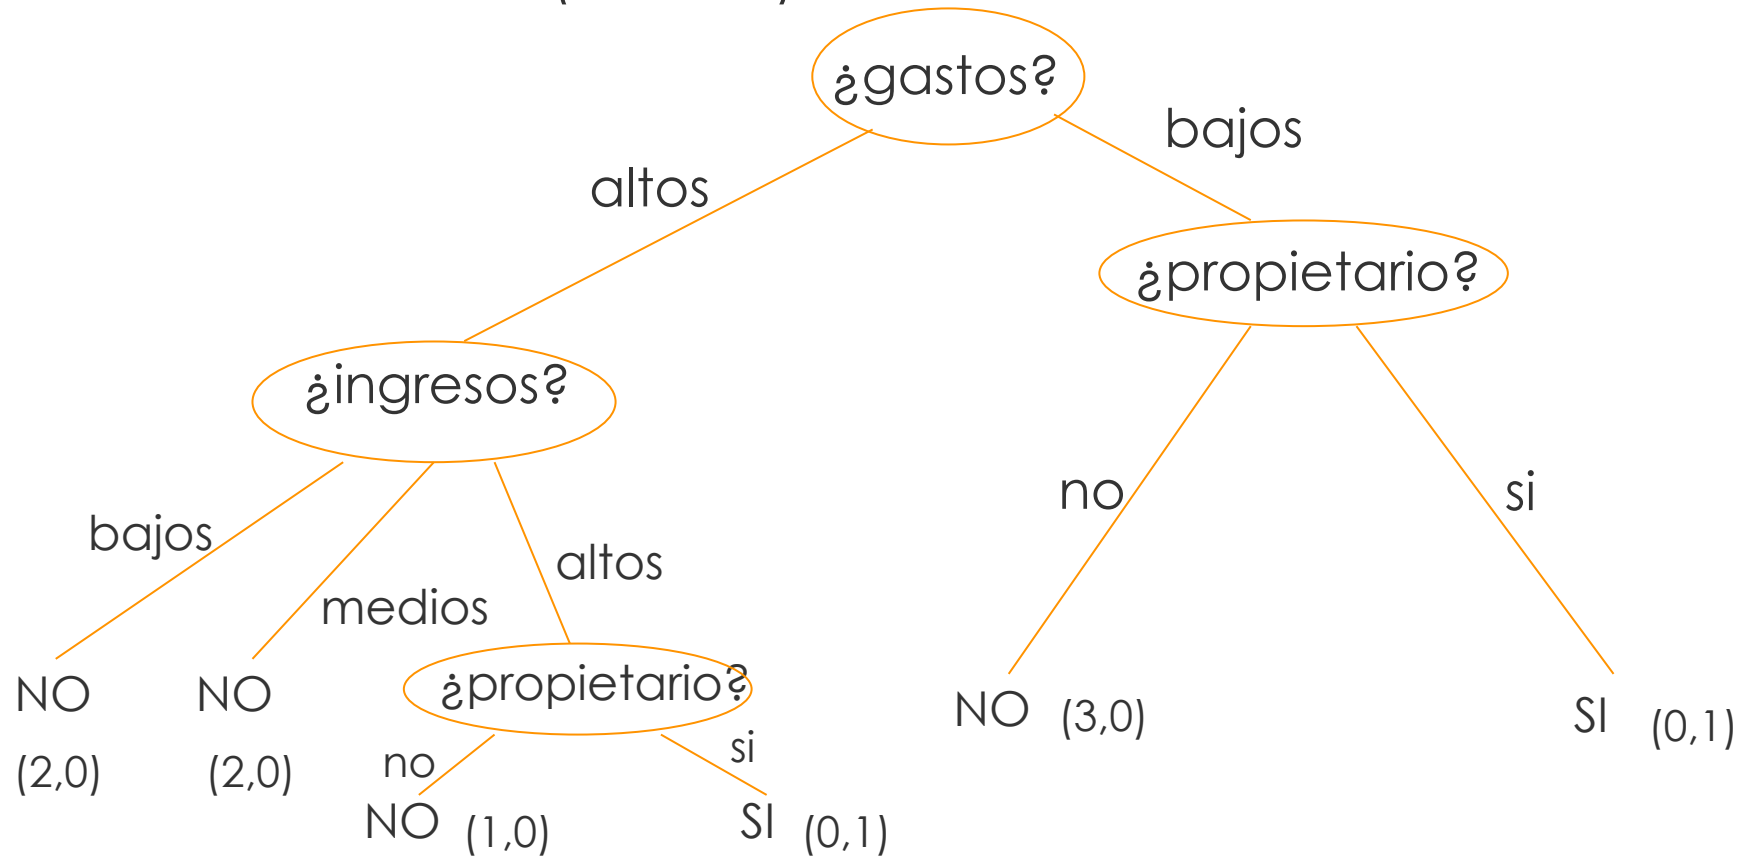 ¿gastos?
bajos
altos
¿propietario?
¿ingresos?
no
si
bajos
altos
medios
NO
NO
¿propietario?
NO (3,0)
SI (0,1)
(2,0)
(2,0)
no
si
NO (1,0)
SI (0,1)